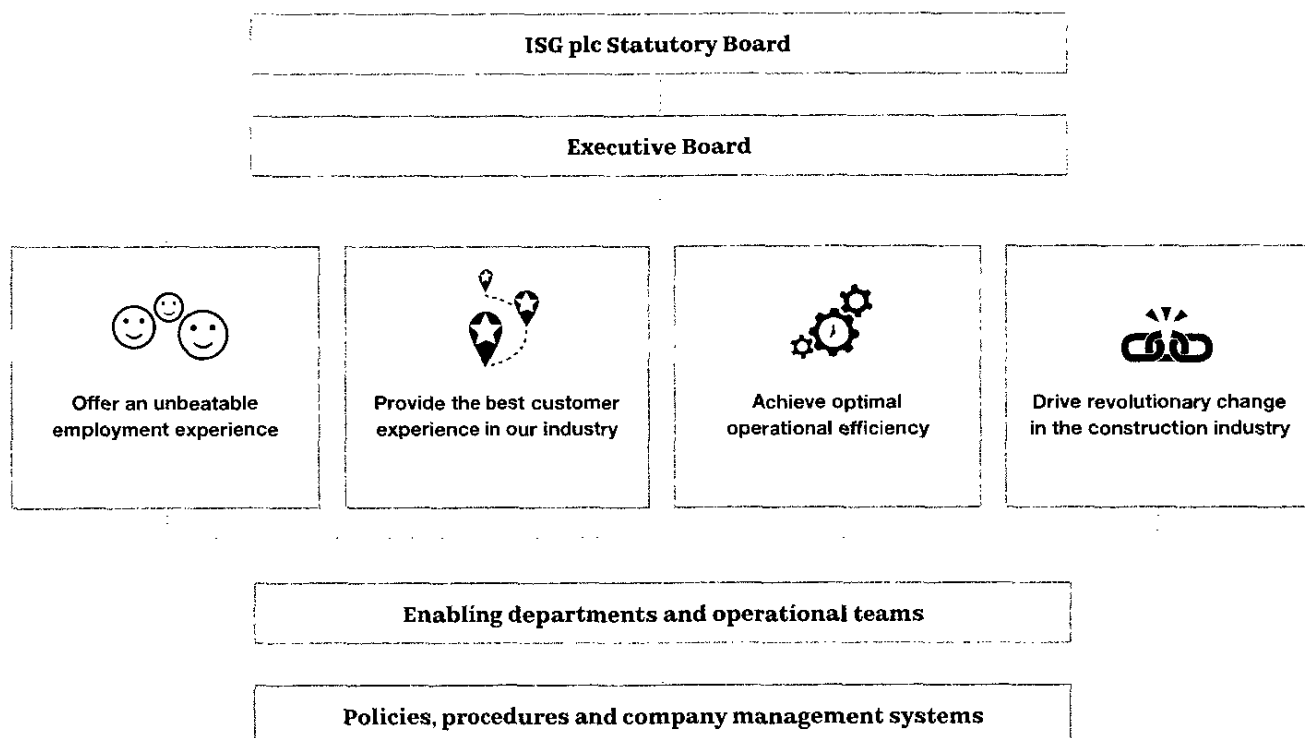 ISG plc Statutory Board
Executive Board
Offer an unbeatable
employment experience
Provide the best customer
experience in our industry
Achieve optimal
operational efficiency
Drive revolutionary change
in the construction industry
Enabling departments and operational teams
Policies, procedures and company management systems